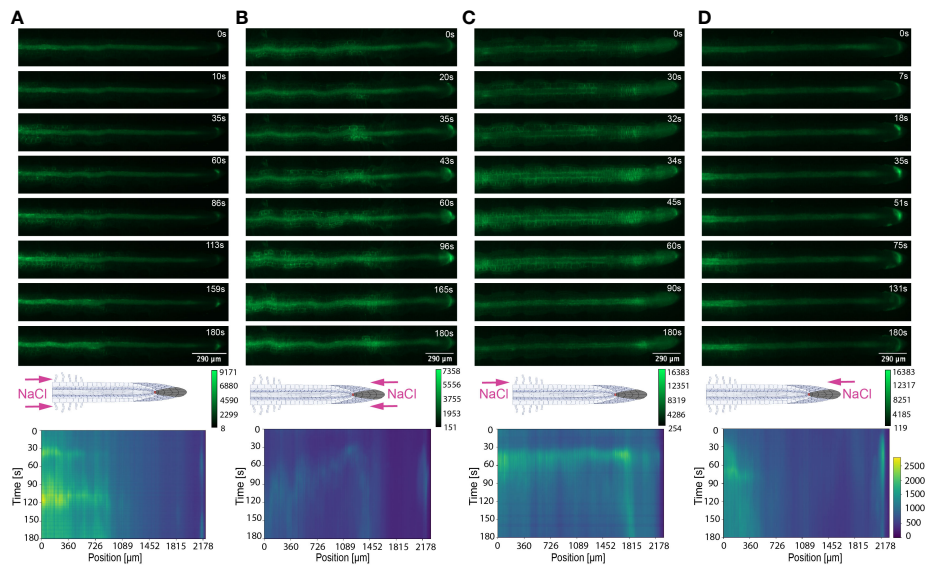 A B C D
0s 0s 0s 0s
10s 20s 30s 7s
35s 35s 32s 18s
60s 43s 34s 35s
86s 60s 45s 51s
113s 96s 60s 75s
159s 165s 90s 131s
180s 180s 180s 180s
290 µm 290 µm 290 µm 290 µm
NaCl 9171 6880 4590 2299 8
NaCl 7358 5556 3755 1953 151
NaCl 16383 12351 8319 4286 254
NaCl 16383 12317 8251 4185 119
Time [s] 0 30 60 90 120 150 180
0 360 726 1089 1452 1815 2178
Position [µm]
Time [s] 0 30 60 90 120 150 180
0 360 726 1089 1452 1815 2178
Position [µm]
Time [s] 0 30 60 90 120 150 180
0 360 726 1089 1452 1815 2178
Position [µm]
Time [s] 0 30 60 90 120 150 180
0 360 726 1089 1452 1815 2178
Position [µm]
2500
2000
1500
1000
500
0